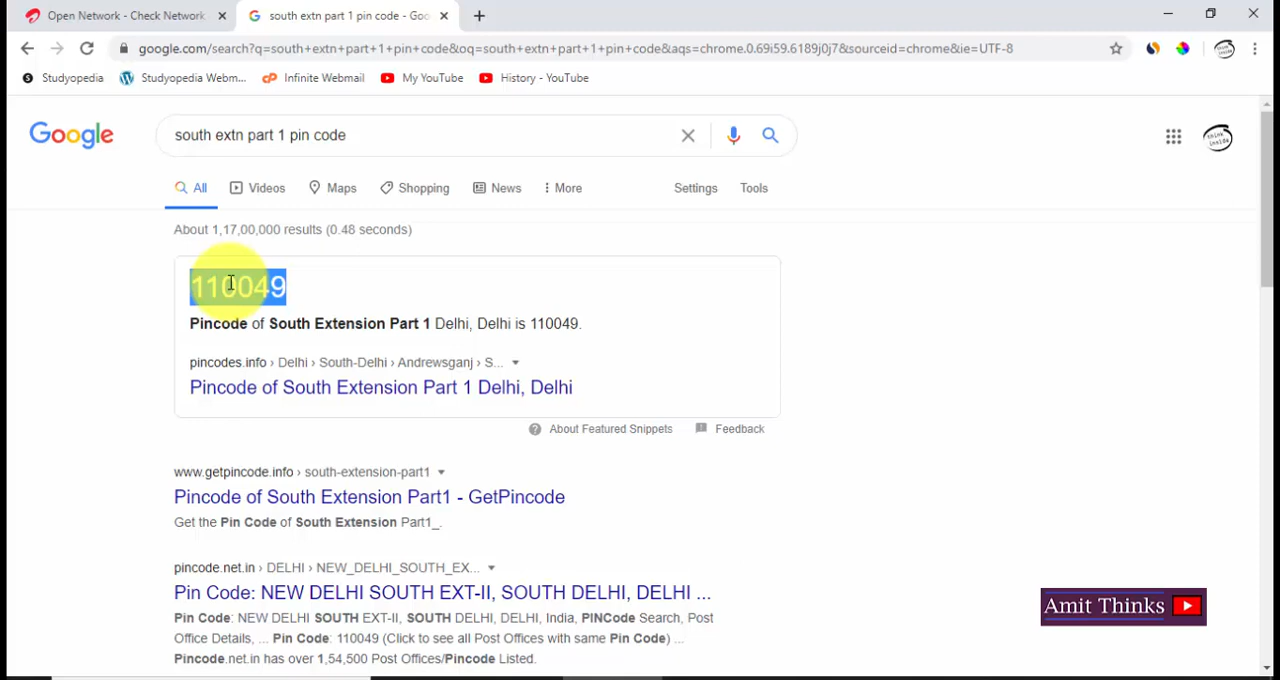 Open Network - Check Network
south extn part 1 pin code - Goo
google.com/search?q=south+extn+part+1+pin+code&oq=south+extn+part+1+pin+code&aqs=chrome.0.69i59.6189j0j7&sourceid=chrome&ie=UTF-8
Studyopedia
Studyopedia Webm...
Infinite Webmail
My YouTube
History - YouTube
Google
south extn part 1 pin code
think inside
All
Videos
Maps
Shopping
News
More
Settings
Tools
About 1,17,00,000 results (0.48 seconds)
110049
Pincode of South Extension Part 1 Delhi, Delhi is 110049.
pincodes.info › Delhi › South-Delhi › Andrewsganj › S...
Pincode of South Extension Part 1 Delhi, Delhi
About Featured Snippets
Feedback
www.getpincode.info › south-extension-part1
Pincode of South Extension Part1 - GetPincode
Get the Pin Code of South Extension Part1_.
pincode.net.in › DELHI › NEW_DELHI_SOUTH_EX...
Pin Code: NEW DELHI SOUTH EXT-II, SOUTH DELHI, DELHI ...
Pin Code: NEW DELHI SOUTH EXT-II, SOUTH DELHI, DELHI, India, PINCode Search, Post
Office Details, ... Pin Code: 110049 (Click to see all Post Offices with same Pin Code) ...
Pincode.net.in has over 1,54,500 Post Offices/Pincode Listed.
Amit Thinks